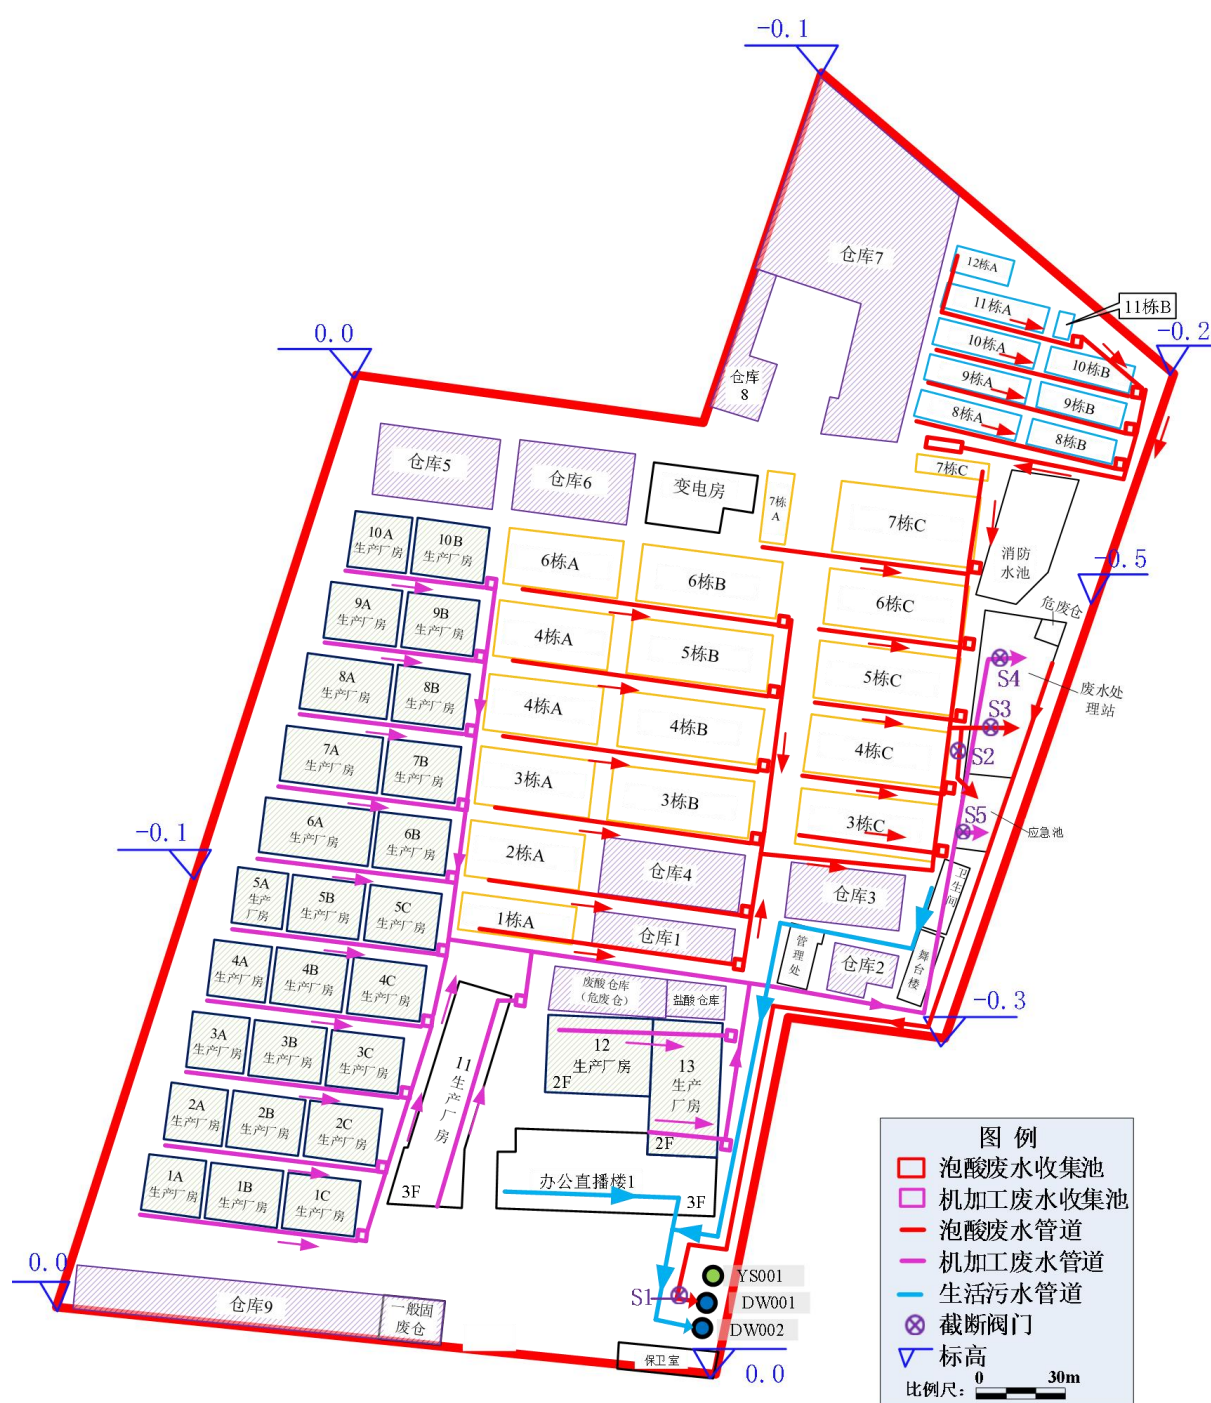 -0.1
仓库7
12栋A
11栋A
11栋B
-0.2
10栋A
10栋B
9栋A
9栋B
8栋A
8栋B
0.0
仓库
8
仓库5
仓库6
变电房
7栋
A
7栋C
7栋C
消防
水池
-0.5
危废仓
10A
生产厂房
10B
生产厂房
6栋A
6栋B
6栋C
9A
生产厂房
9B
生产厂房
4栋A
5栋B
5栋C
S4
废水处
理站
8A
生产厂房
8B
生产厂房
4栋A
4栋B
4栋C
S3
S2
7A
生产厂房
7B
生产厂房
3栋A
3栋B
3栋C
S5
应急池
-0.1
6A
生产厂房
6B
生产厂房
2栋A
仓库4
仓库3
卫生间
5A
生产
厂房
5B
生产厂房
5C
生产厂房
1栋A
仓库1
管理处
仓库2
舞台楼
4A
生产厂房
4B
生产厂房
4C
生产厂房
废酸仓库
（危废仓）
盐酸仓库
-0.3
3A
生产厂房
3B
生产厂房
3C
生产厂房
11
生产厂房
3F
12
生产厂房
2F
13
生产
厂房
2F
2A
生产厂房
2B
生产厂房
2C
生产厂房
1A
生产厂房
1B
生产厂房
1C
生产厂房
办公直播楼1
3F
0.0
仓库9
一般固
废仓
S1
YS001
DW001
DW002
保卫室
0.0
图 例
泡酸废水收集池
机加工废水收集池
泡酸废水管道
机加工废水管道
生活污水管道
截断阀门
标高
比例尺：
0 30m